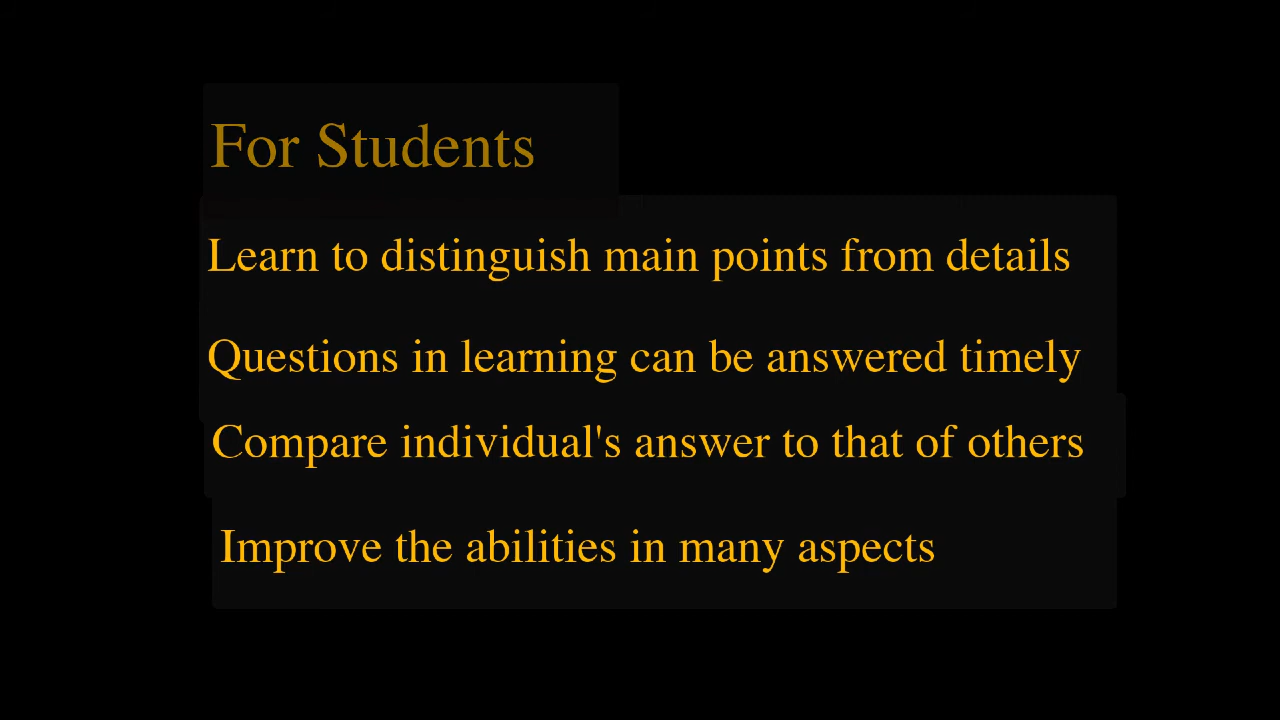 For Students
Learn to distinguish main points from details
Questions in learning can be answered timely
Compare individual's answer to that of others
Improve the abilities in many aspects